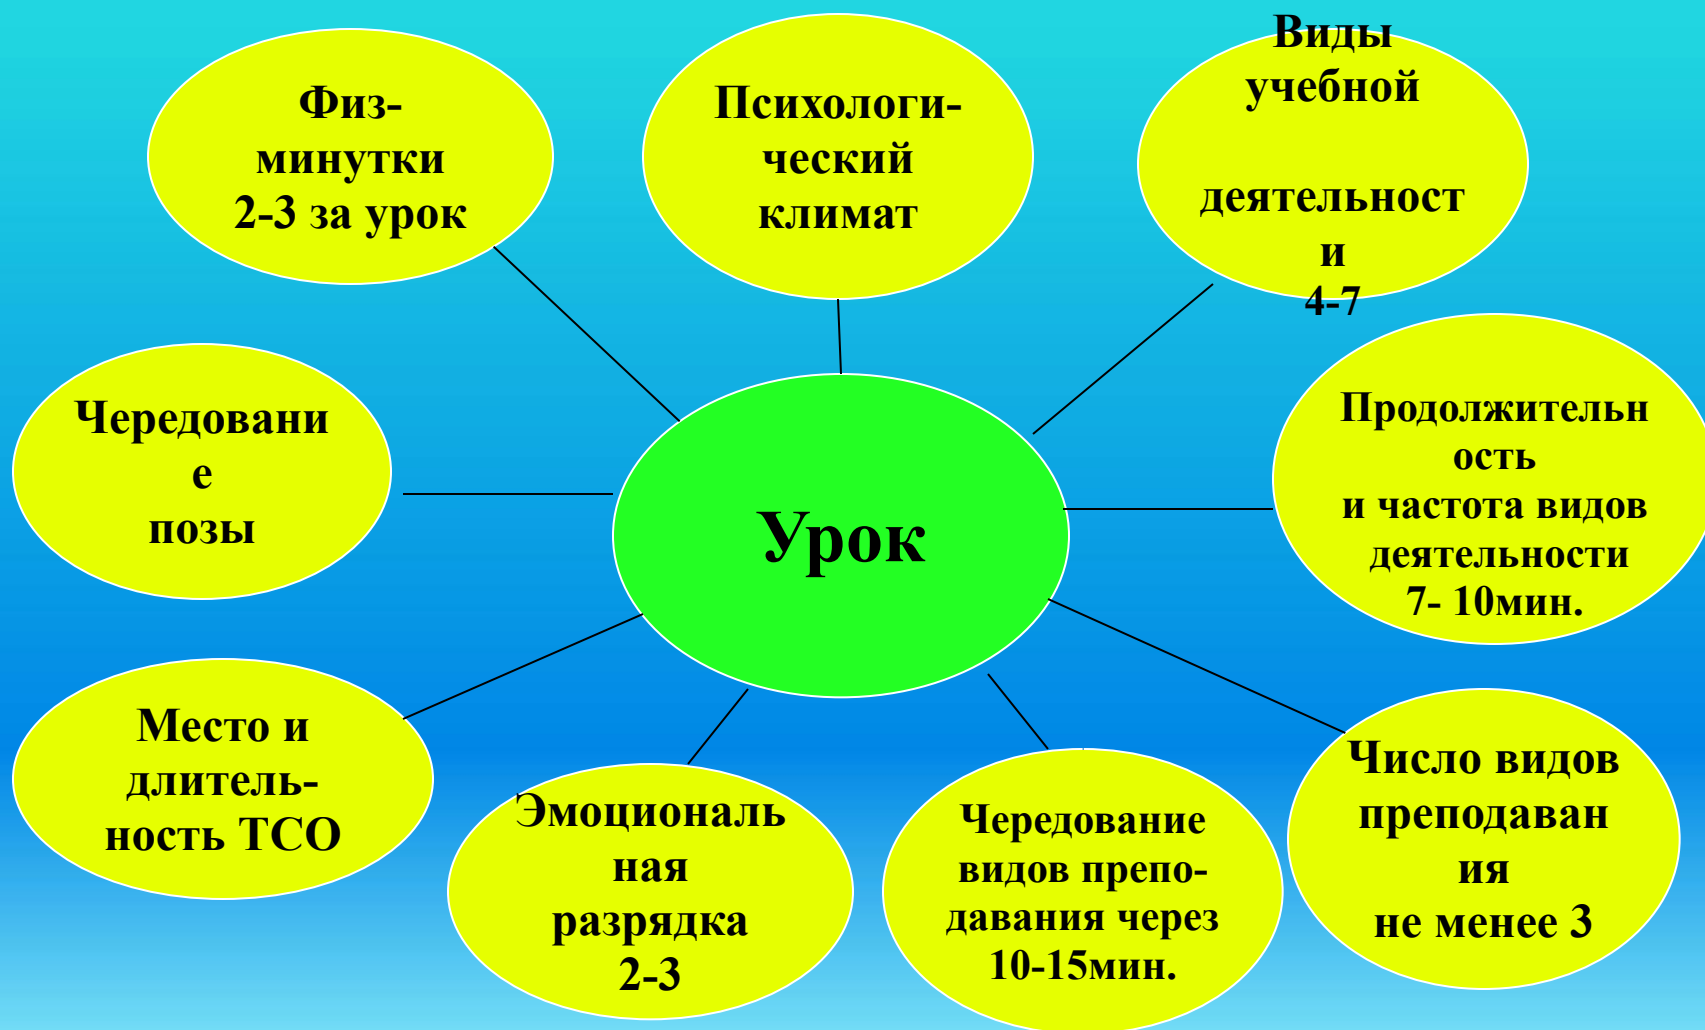 Физ-
минутки
2-3 за урок
Психологи-
ческий
климат
Виды
учебной
деятельност
и
4-7
Чередовани
е
позы
Урок
Продолжительн
ость
и частота видов
деятельности
7- 10мин.
Место и
длитель-
ность ТСО
Эмоциональ
ная
разрядка
2-3
Чередование
видов препо-
давания через
10-15мин.
Число видов
преподаван
ия
не менее 3